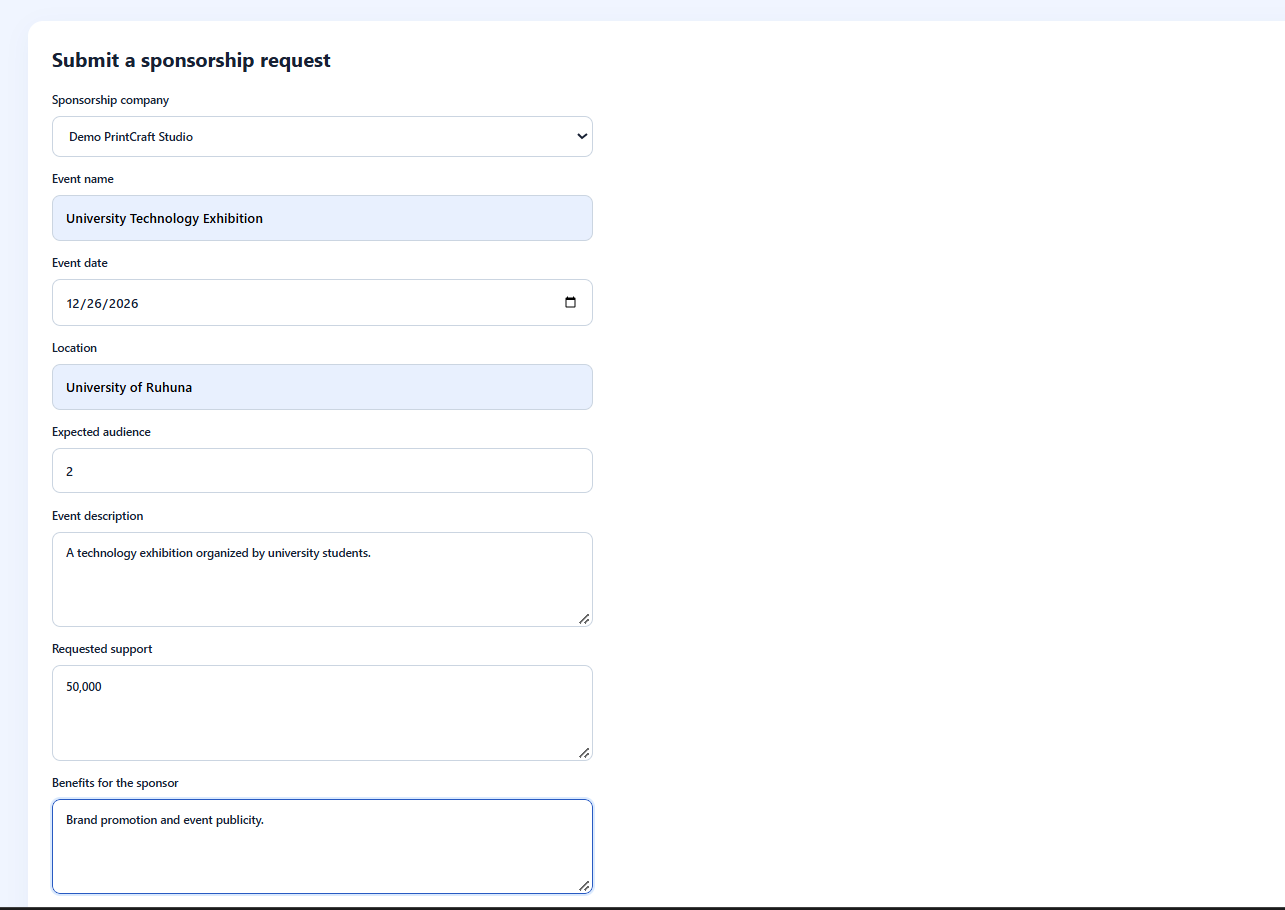 Submit a sponsorship request
Sponsorship company
Demo PrintCraft Studio
Event name
University Technology Exhibition
Event date
12/26/2026
Location
University of Ruhuna
Expected audience
2
Event description
A technology exhibition organized by university students.
Requested support
50,000
Benefits for the sponsor
Brand promotion and event publicity.